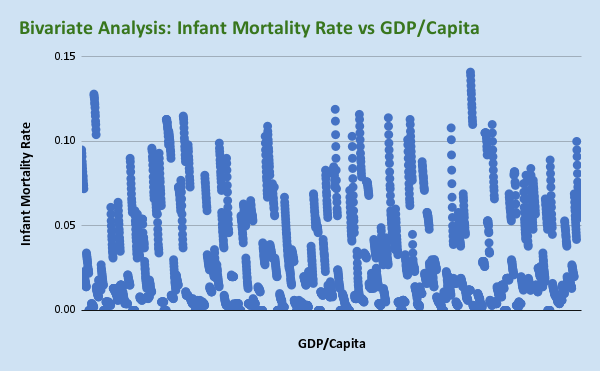 Bivariate Analysis: Infant Mortality Rate vs GDP/Capita
0.15
0.10
0.05
0.00
Infant Mortality Rate
GDP/Capita